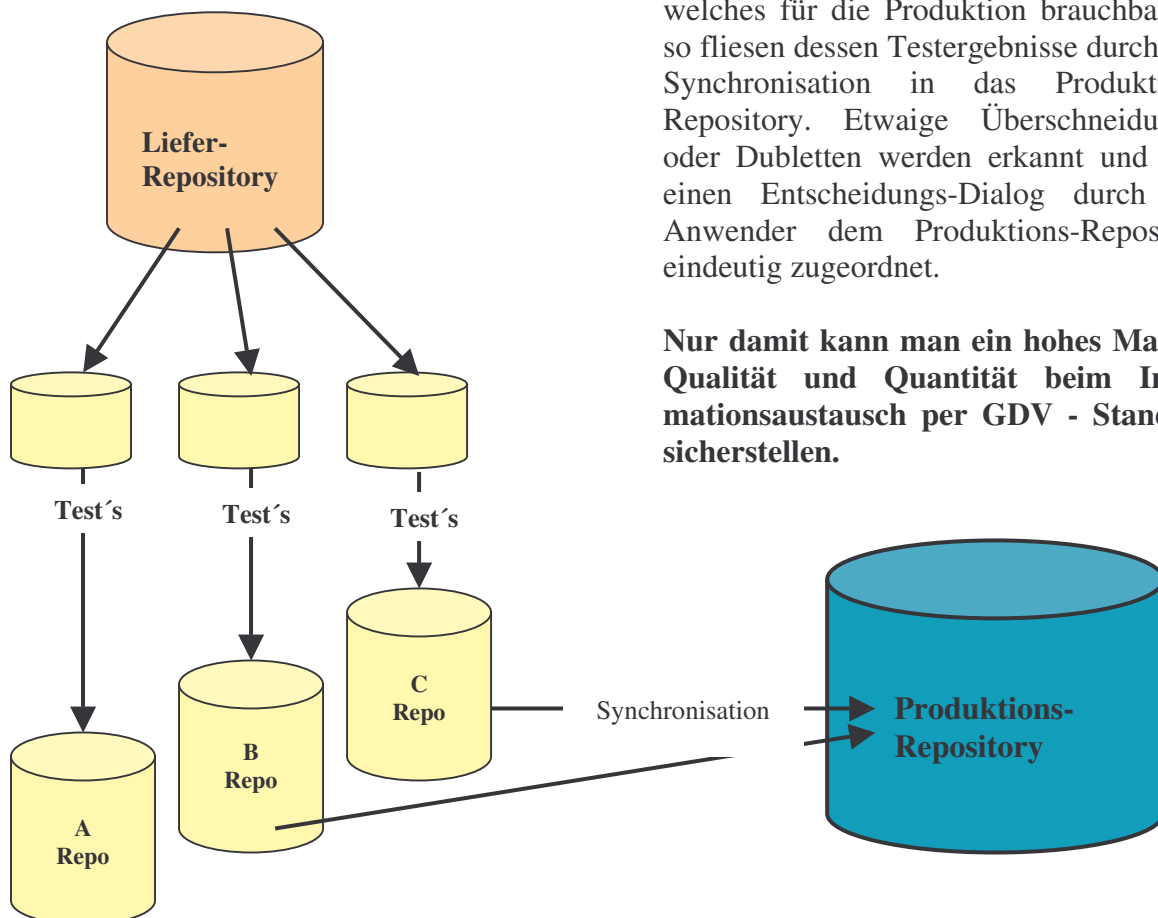 welches für die Produktion brauchba
so fliesen dessen Testergebnisse durch
Synchronisation in das Produkt
Repository. Etwaige Überschneidu
oder Dubletten werden erkannt und
einen Entscheidungs-Dialog durch
Anwender dem Produktions-Repos
eindeutig zugeordnet.
Nur damit kann man ein hohes Ma
Qualität und Quantität beim In
mationsaustausch per GDV - Stand
sicherstellen.
Liefer-
Repository
Test´s
Test´s
Test´s
C
Repo
B
Repo
A
Repo
Synchronisation
Produktions-
Repository